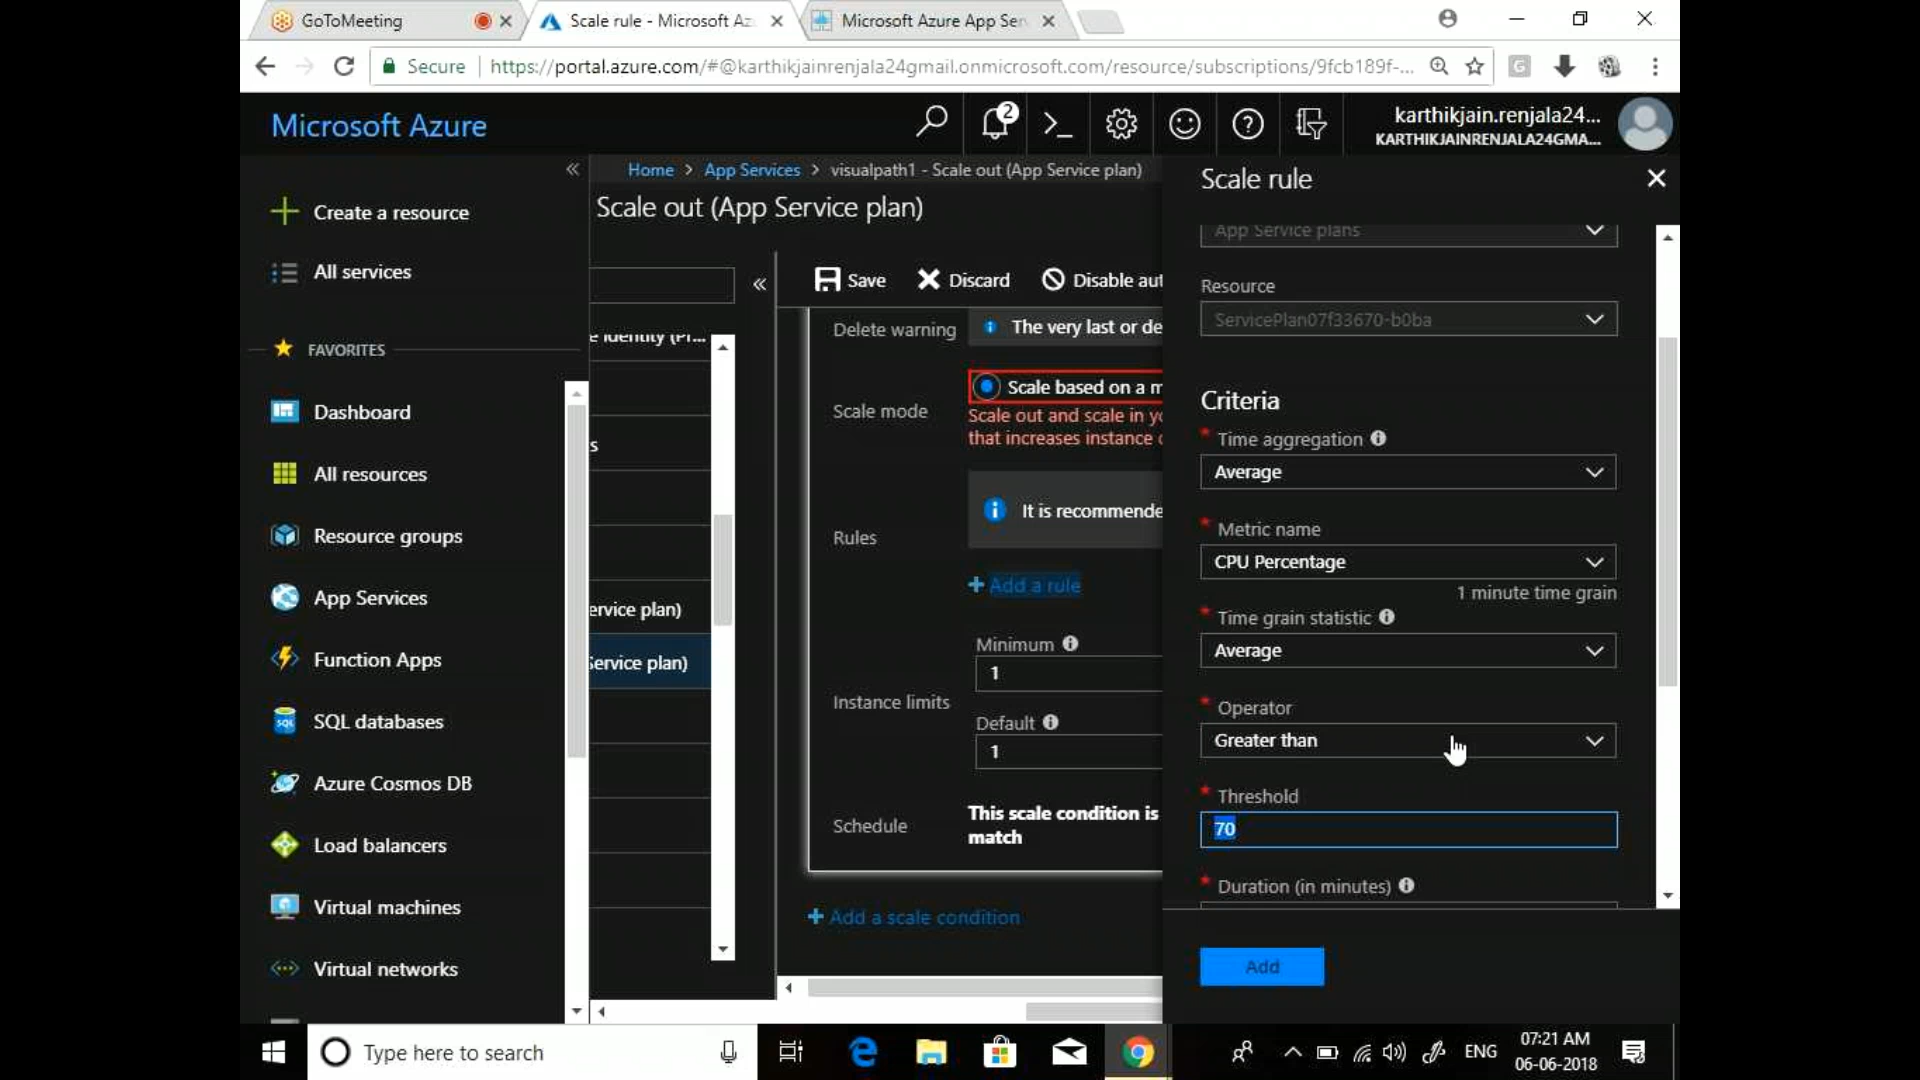 GoToMeeting
Scale rule - Microsoft Az
Microsoft Azure App Ser
Secure
https://portal.azure.com/#@karthikjainrenjala24gmail.onmicrosoft.com/resource/subscriptions/9fcb189f-...
Microsoft Azure
2
karthikjain.renjala24...
KARTHIKJAINRENJALA24GMA...
Create a resource
All services
FAVORITES
Dashboard
All resources
Resource groups
App Services
Function Apps
SQL databases
Azure Cosmos DB
Load balancers
Virtual machines
Virtual networks
Home > App Services > visualpath1 - Scale out (App Service plan)
Scale out (App Service plan)
e Identity (Pr...
s
ervice plan)
Service plan)
Save
Discard
Disable aut
Delete warning
The very last or de
Scale mode
Scale based on a m
Scale out and scale in yo
that increases instance c
Rules
It is recommende
+ Add a rule
Instance limits
Minimum
1
Default
1
Schedule
This scale condition is
match
+ Add a scale condition
Scale rule
App Service plans
Resource
ServicePlan07f33670-b0ba
Criteria
* Time aggregation
Average
* Metric name
CPU Percentage
1 minute time grain
* Time grain statistic
Average
* Operator
Greater than
* Threshold
70
* Duration (in minutes)
Add
Type here to search
ENG
07:21 AM
06-06-2018